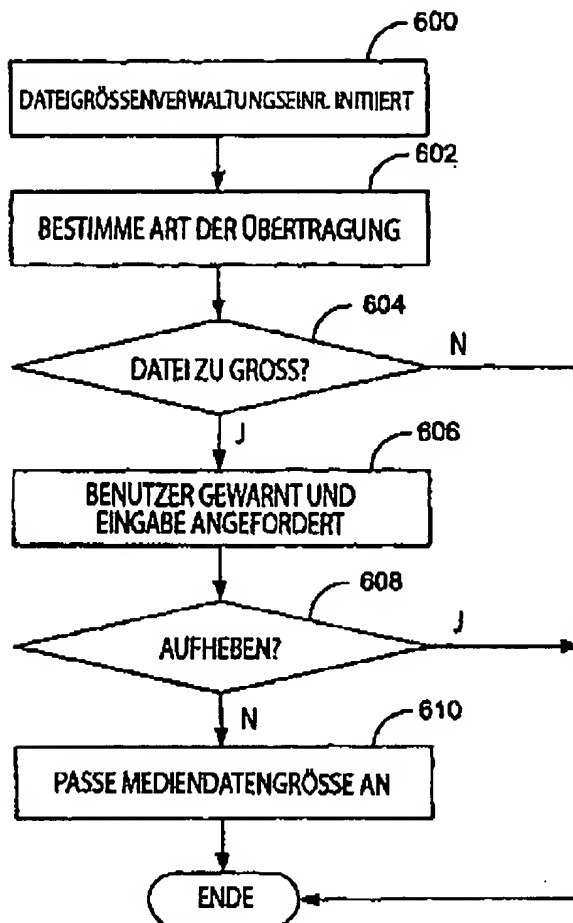 600
DATEIGRÖSSENVERWALTUNGSEINR. INITIIERT
602
BESTIMME ART DER ÜBERTRAGUNG
604
DATEI ZU GROSS?
N
J
606
BENUTZER GEWARNT UND
EINGABE ANGEFORDERT
608
AUFHEBEN?
J
N
610
PASSE MEDIENDATENGRÖSSE AN
ENDE